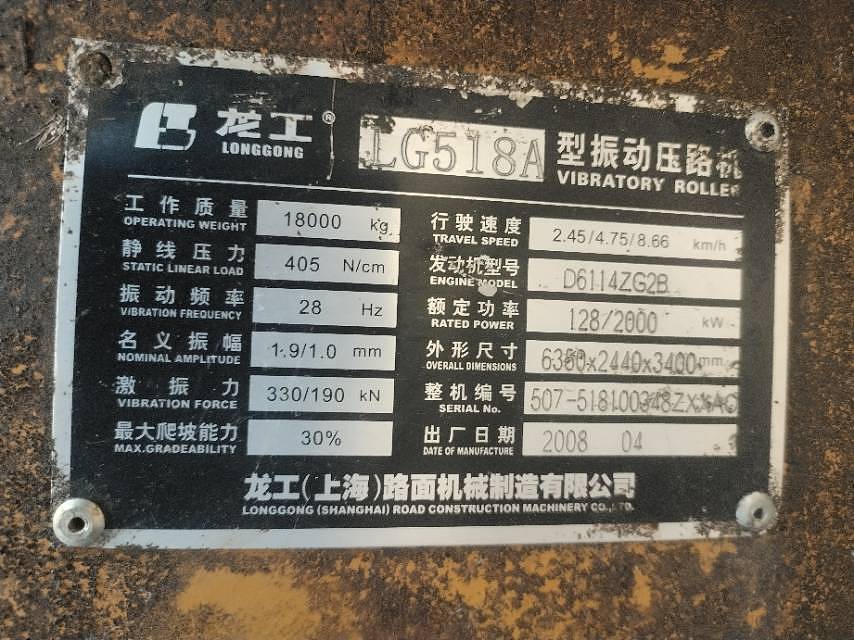 龙工® LG518A 型振动压路机
LONGGONG VIBRATORY ROLLER
工作质量 18000 kg 行驶速度 2.45/4.75/8.66 km/h
OPERATING WEIGHT TRAVEL SPEED
静线压力 405 N/cm 发动机型号 D6114ZG2B
STATIC LINEAR LOAD ENGINE MODEL
振动频率 28 Hz 额定功率 128/2000 kW
VIBRATION FREQUENCY RATED POWER
名义振幅 1.9/1.0 mm 外形尺寸 6360x2440x3400 mm
NOMINAL AMPLITUDE OVERALL DIMENSIONS
激振力 330/190 kN 整机编号
VIBRATION FORCE SERIAL No.
最大爬坡能力 30% 出厂日期 2008 04
MAX.GRADEABILITY DATE OF MANUFACTURE
龙工(上海)路面机械制造有限公司
LONGGONG (SHANGHAI) ROAD CONSTRUCTION MACHINERY CO.,LTD.